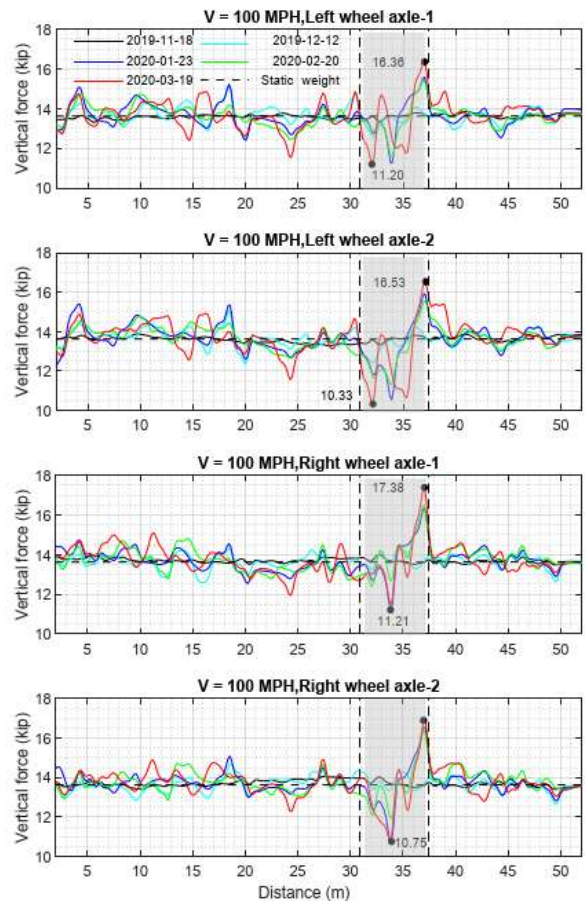 V = 100 MPH,Left wheel axle-1
2019-11-18 2019-12-12
2020-01-23 2020-02-20
2020-03-19 Static weight
Vertical force (kip)
18
16
14
12
10
16.36
11.20
5 10 15 20 25 30 35 40 45 50
V = 100 MPH,Left wheel axle-2
Vertical force (kip)
18
16
14
12
10
16.53
10.33
5 10 15 20 25 30 35 40 45 50
V = 100 MPH,Right wheel axle-1
Vertical force (kip)
18
16
14
12
10
17.38
11.21
5 10 15 20 25 30 35 40 45 50
V = 100 MPH,Right wheel axle-2
Vertical force (kip)
18
16
14
12
10
10.75
5 10 15 20 25 30 35 40 45 50
Distance (m)